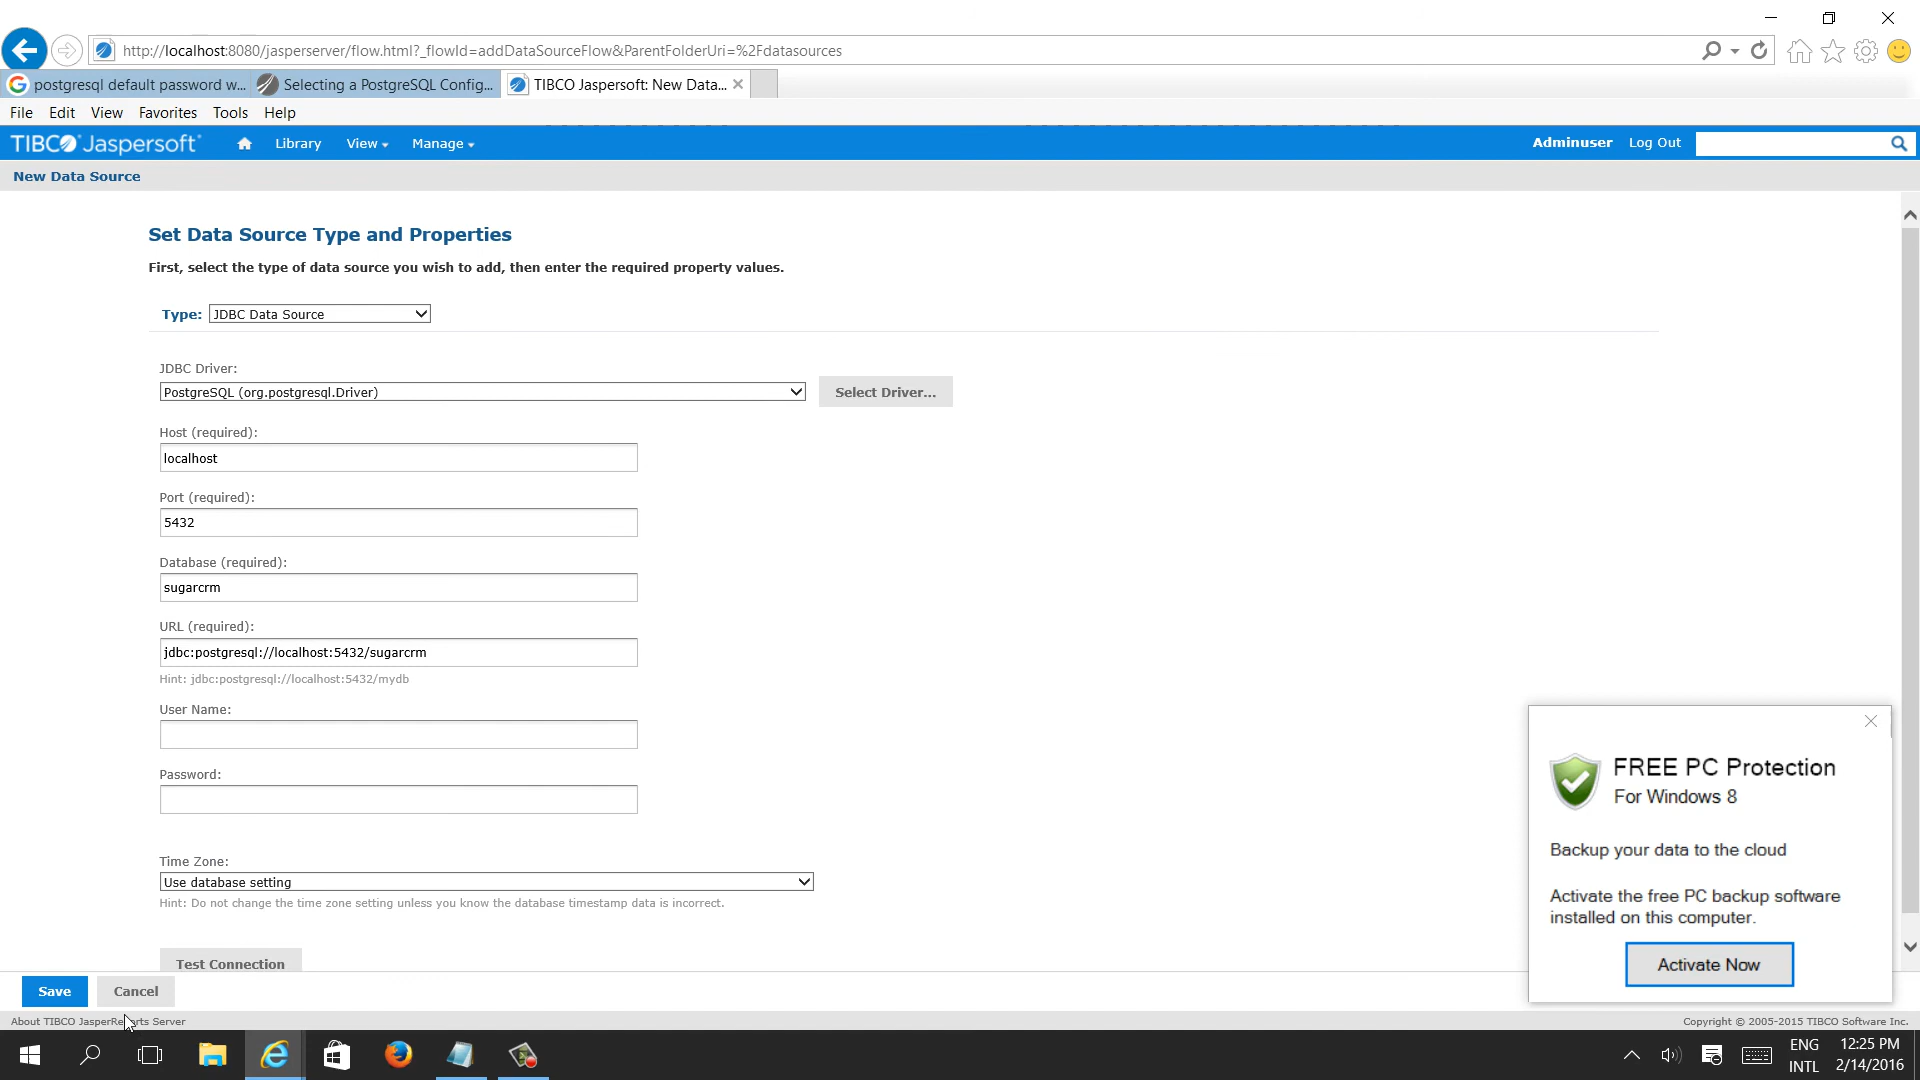 http://localhost:8080/jasperserver/flow.html?_flowId=addDataSourceFlow&ParentFolderUri=%2Fdatasources
postgresql default password w...
Selecting a PostgreSQL Config...
TIBCO Jaspersoft: New Data...
File Edit View Favorites Tools Help
TIBCO Jaspersoft
Library
View
Manage
Adminuser
Log Out
New Data Source
Set Data Source Type and Properties
First, select the type of data source you wish to add, then enter the required property values.
Type: JDBC Data Source
JDBC Driver:
PostgreSQL (org.postgresql.Driver)
Select Driver...
Host (required):
localhost
Port (required):
5432
Database (required):
sugarcrm
URL (required):
jdbc:postgresql://localhost:5432/sugarcrm
Hint: jdbc:postgresql://localhost:5432/mydb
User Name:
Password:
Time Zone:
Use database setting
Hint: Do not change the time zone setting unless you know the database timestamp data is incorrect.
Test Connection
Save
Cancel
FREE PC Protection
For Windows 8
Backup your data to the cloud
Activate the free PC backup software
installed on this computer.
Activate Now
About TIBCO JasperReports Server
Copyright © 2005-2015 TIBCO Software Inc.
ENG
INTL
12:25 PM
2/14/2016